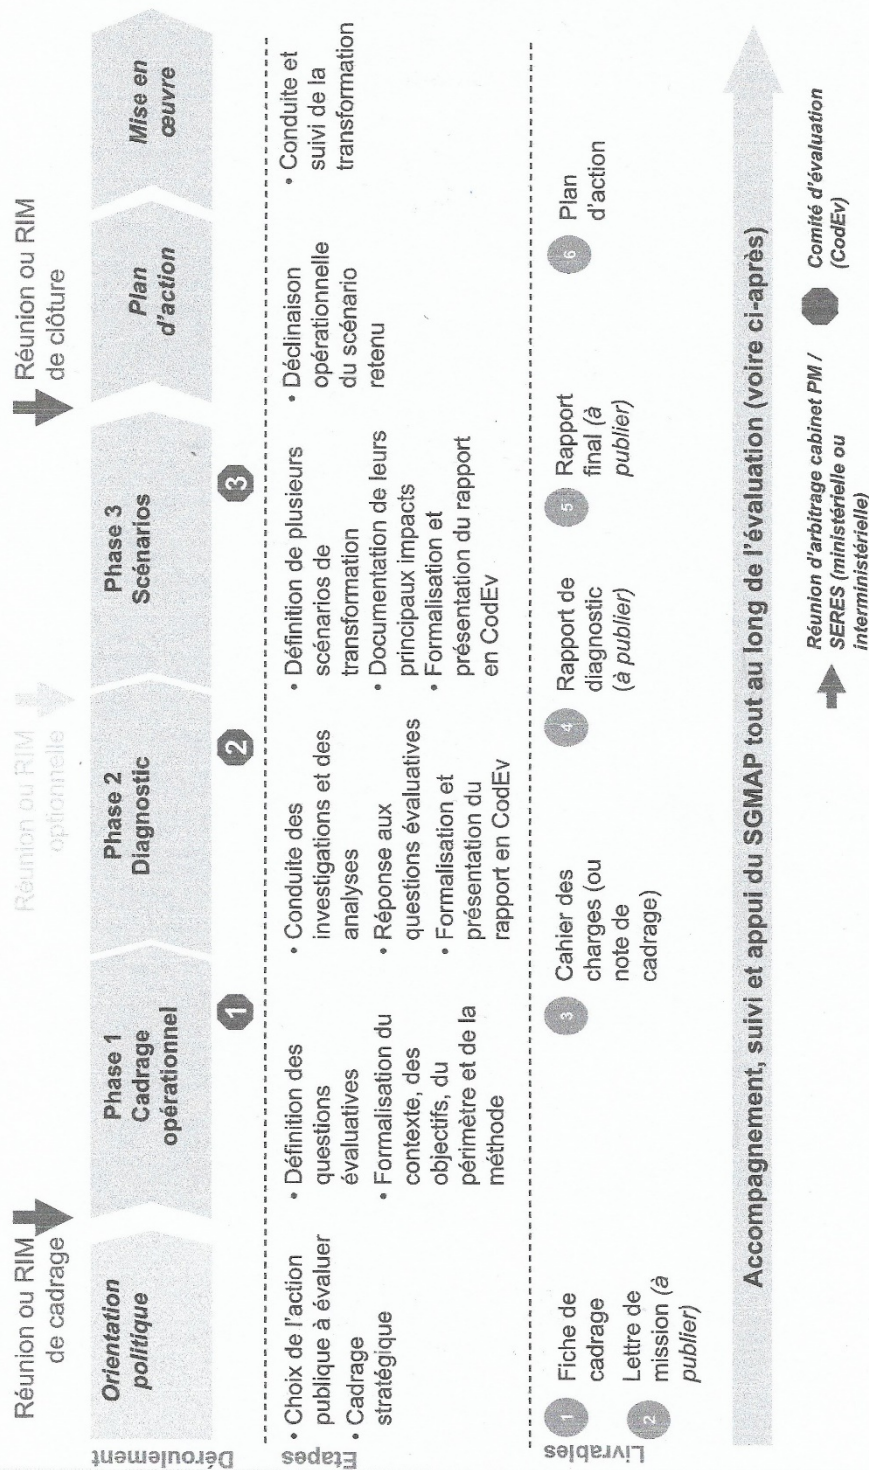 Réunion ou RIM
de cadrage
Réunion ou RIM
optionnelle
Réunion ou RIM
de clôture
Déroulement
Orientation
politique
Phase 1
Cadrage
opérationnel
Phase 2
Diagnostic
Phase 3
Scénarios
Plan
d'action
Mise en
œuvre
1
2
3
Etapes
• Choix de l'action
publique à évaluer
• Cadrage
stratégique
• Définition des
questions
évaluatives
• Formalisation du
contexte, des
objectifs, du
périmètre et de la
méthode
• Conduite des
investigations et des
analyses
• Réponse aux
questions évaluatives
• Formalisation et
présentation du
rapport en CodEv
• Définition de plusieurs
scénarios de
transformation
• Documentation de leurs
principaux impacts
• Formalisation et
présentation du rapport
en CodEv
• Déclinaison
opérationnelle
du scénario
retenu
• Conduite et
suivi de la
transformation
Livrables
1 Fiche de
cadrage
2 Lettre de
mission (à
publier)
3 Cahier des
charges (ou
note de
cadrage)
4 Rapport de
diagnostic
(à publier)
5 Rapport
final (à
publier)
6 Plan
d'action
Accompagnement, suivi et appui du SGMAP tout au long de l'évaluation (voire ci-après)
Réunion d'arbitrage cabinet PM /
SERES (ministérielle ou
interministérielle)
Comité d'évaluation
(CodEv)